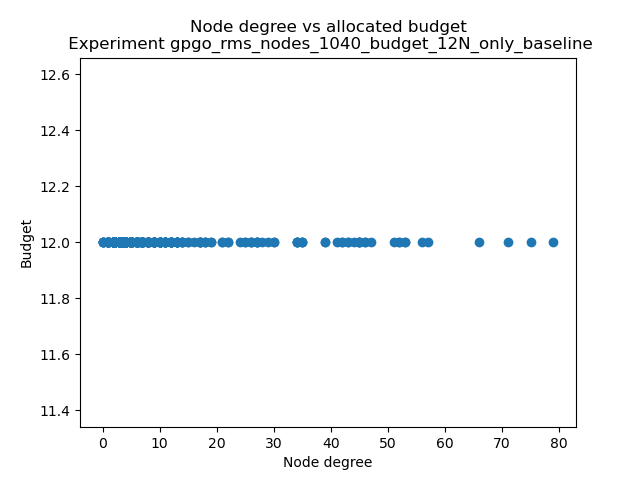 Node degree vs allocated budget
Experiment gpgo_rms_nodes_1040_budget_12N_only_baseline
12.6
12.4
12.2
12.0
11.8
11.6
11.4
Budget
0 10 20 30 40 50 60 70 80
Node degree